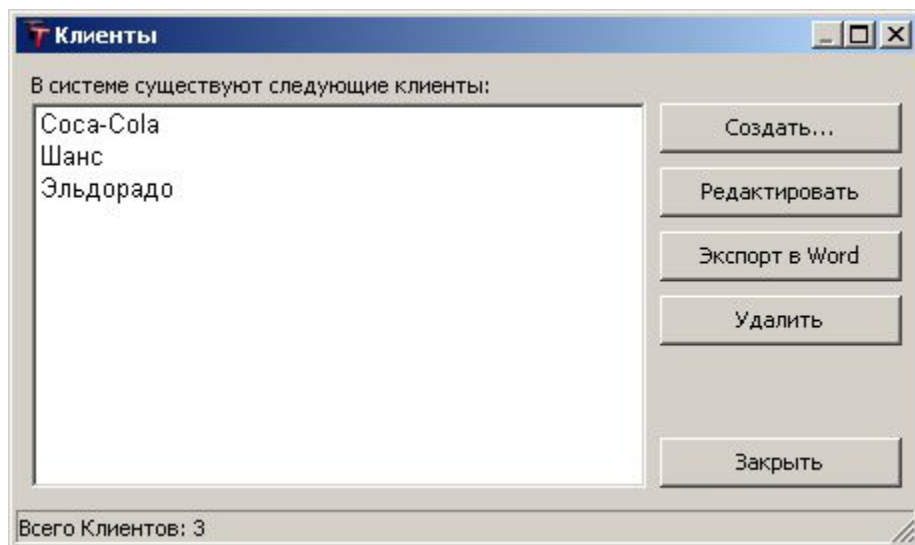 Клиенты
В системе существуют следующие клиенты:
Coca-Cola
Шанс
Эльдорадо
Создать...
Редактировать
Экспорт в Word
Удалить
Закрыть
Всего Клиентов: 3